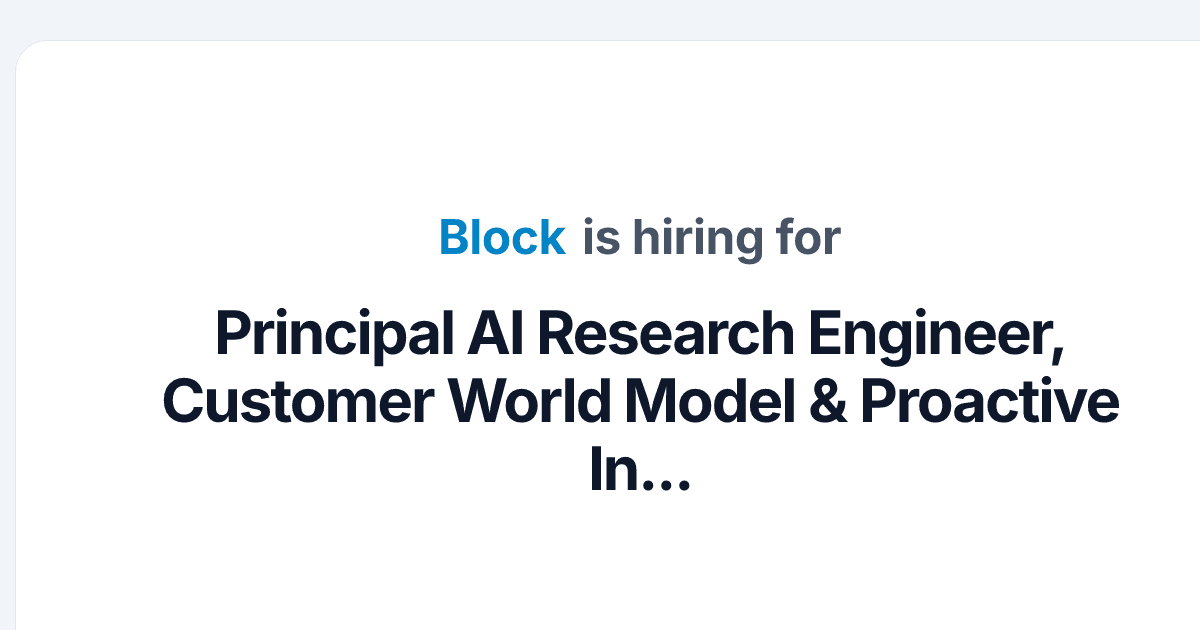 Block is hiring for
Principal AI Research Engineer,
Customer World Model & Proactive
In...